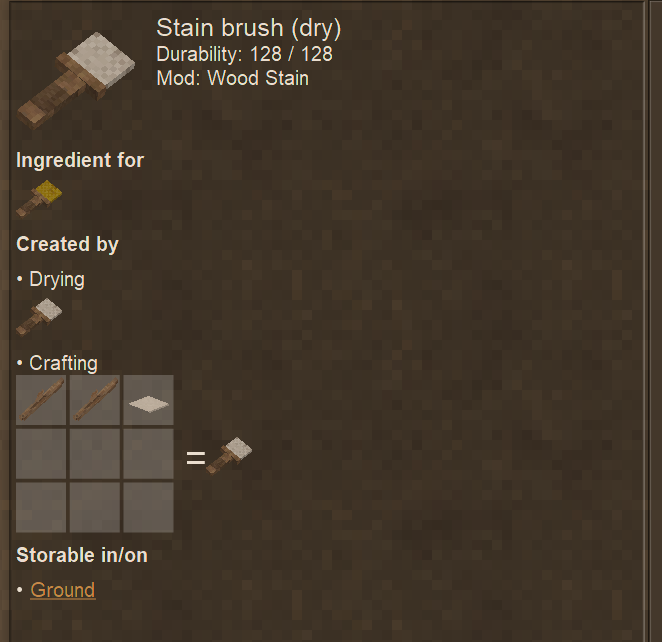 Stain brush (dry)
Durability: 128 / 128
Mod: Wood Stain
Ingredient for
Created by
• Drying
• Crafting
=
Storable in/on
• Ground